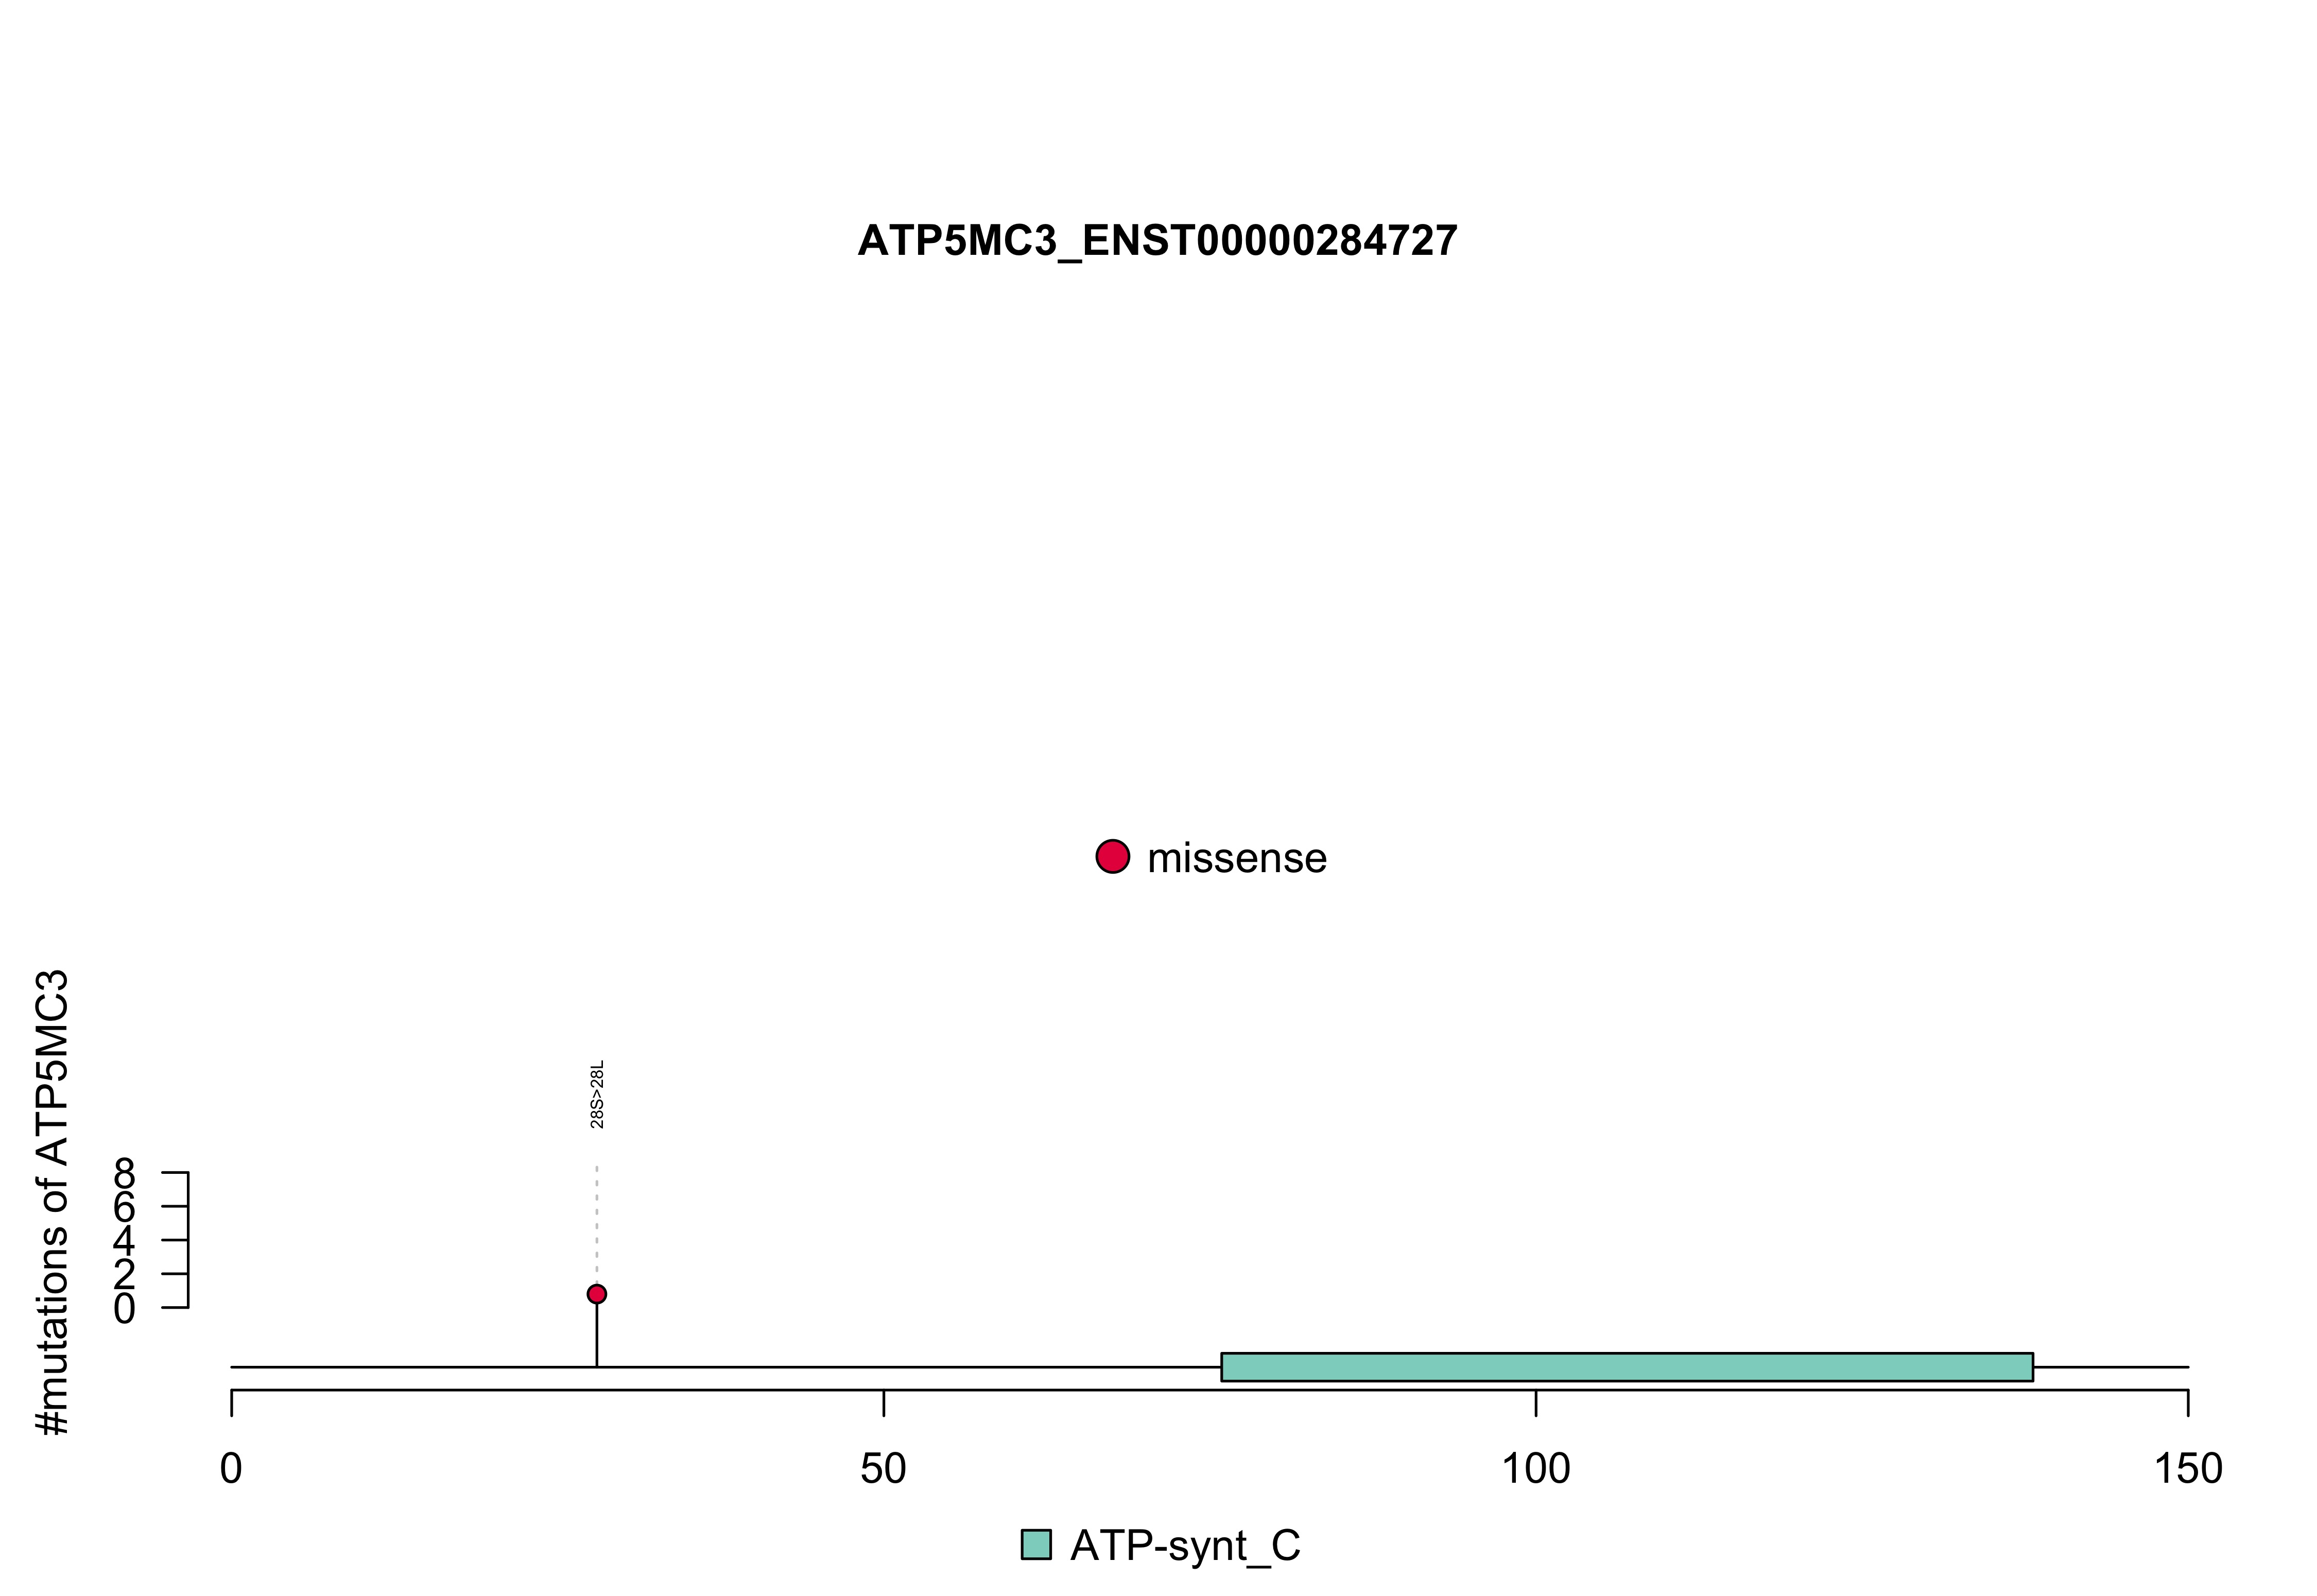 ATP5MC3_ENST00000284727
missense
#mutations of ATP5MC3
28S>28L
8
6
4
2
0
0 50 100 150
ATP-synt_C